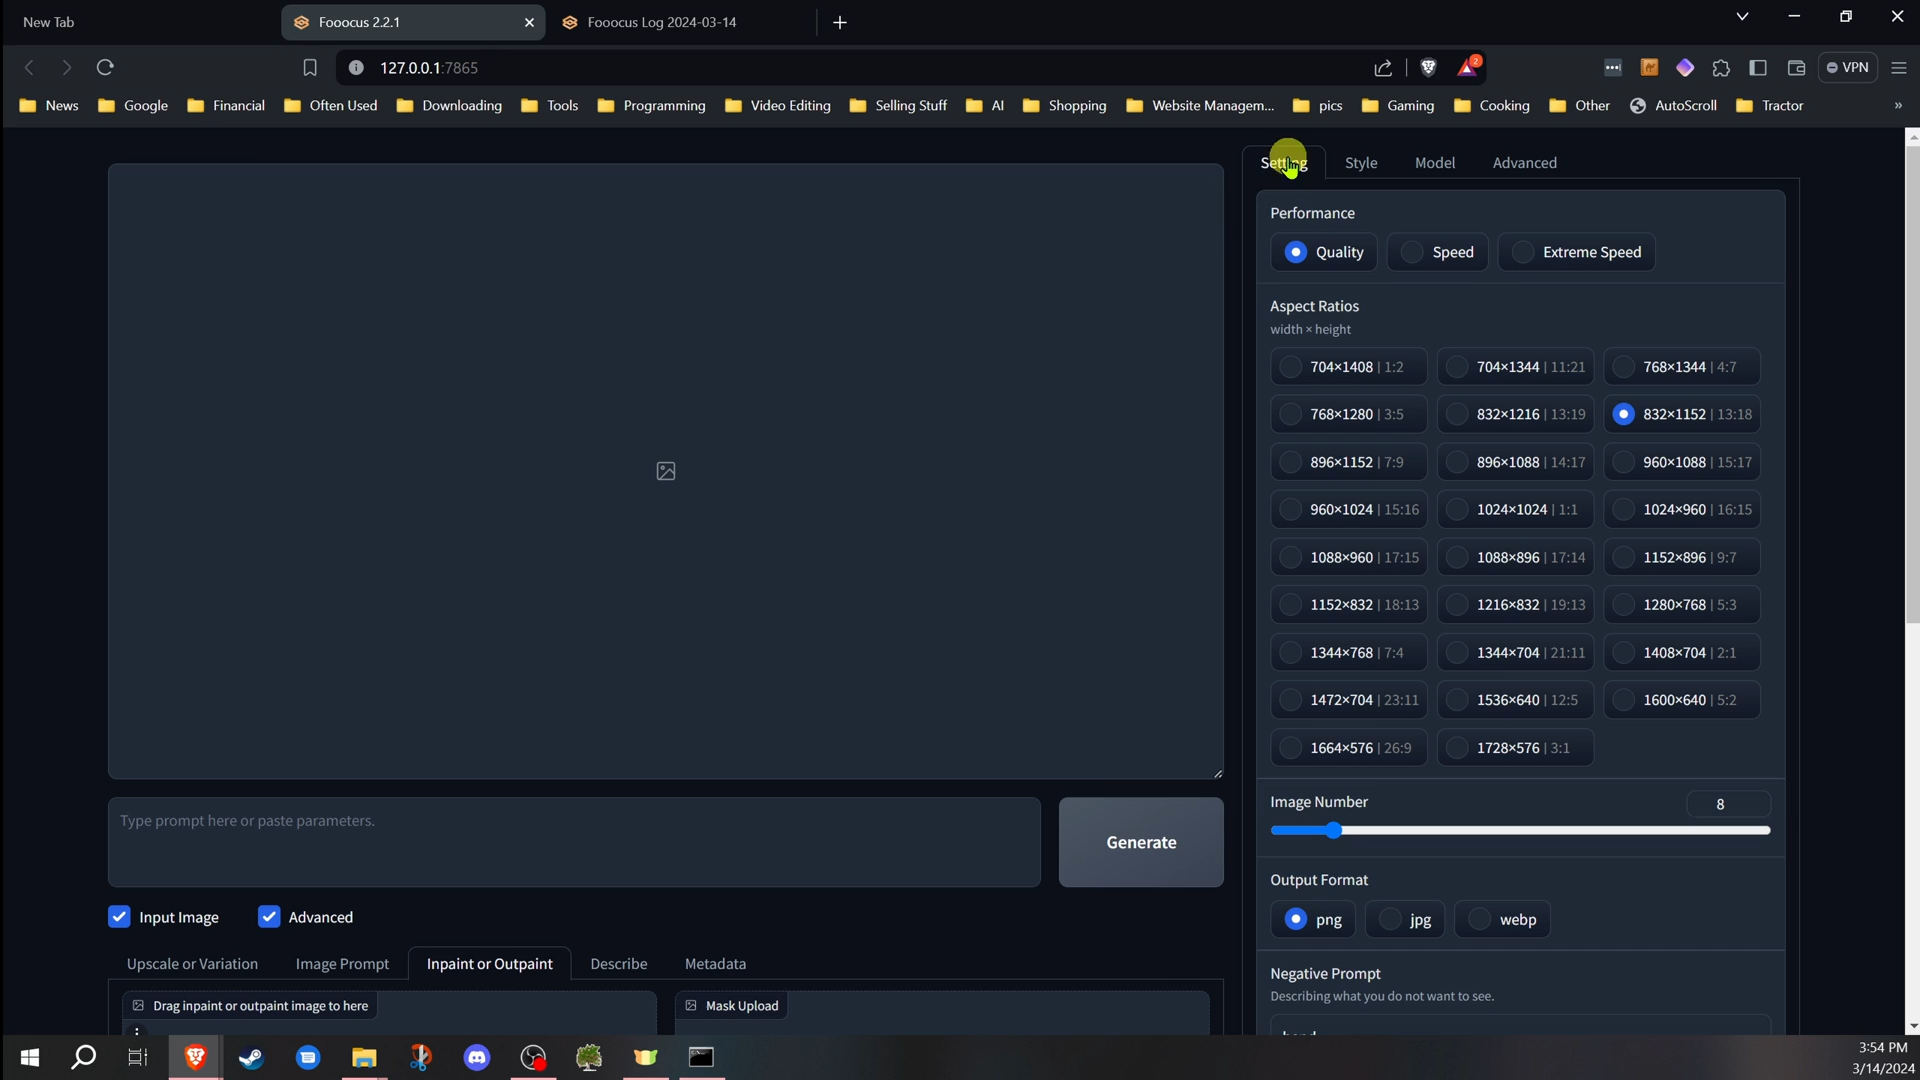 New Tab
Fooocus 2.2.1
Fooocus Log 2024-03-14
127.0.0.1:7865
2
VPN
News
Google
Financial
Often Used
Downloading
Tools
Programming
Video Editing
Selling Stuff
AI
Shopping
Website Managem...
pics
Gaming
Cooking
Other
AutoScroll
Tractor
»
Setting
Style
Model
Advanced
Performance
Quality
Speed
Extreme Speed
Aspect Ratios
width × height
704×1408 | 1:2
704×1344 | 11:21
768×1344 | 4:7
768×1280 | 3:5
832×1216 | 13:19
832×1152 | 13:18
896×1152 | 7:9
896×1088 | 14:17
960×1088 | 15:17
960×1024 | 15:16
1024×1024 | 1:1
1024×960 | 16:15
1088×960 | 17:15
1088×896 | 17:14
1152×896 | 9:7
1152×832 | 18:13
1216×832 | 19:13
1280×768 | 5:3
1344×768 | 7:4
1344×704 | 21:11
1408×704 | 2:1
1472×704 | 23:11
1536×640 | 12:5
1600×640 | 5:2
1664×576 | 26:9
1728×576 | 3:1
Image Number
8
Output Format
png
jpg
webp
Negative Prompt
Describing what you do not want to see.
Type prompt here or paste parameters.
Generate
Input Image
Advanced
Upscale or Variation
Image Prompt
Inpaint or Outpaint
Describe
Metadata
Drag inpaint or outpaint image to here
Mask Upload
3:54 PM
3/14/2024